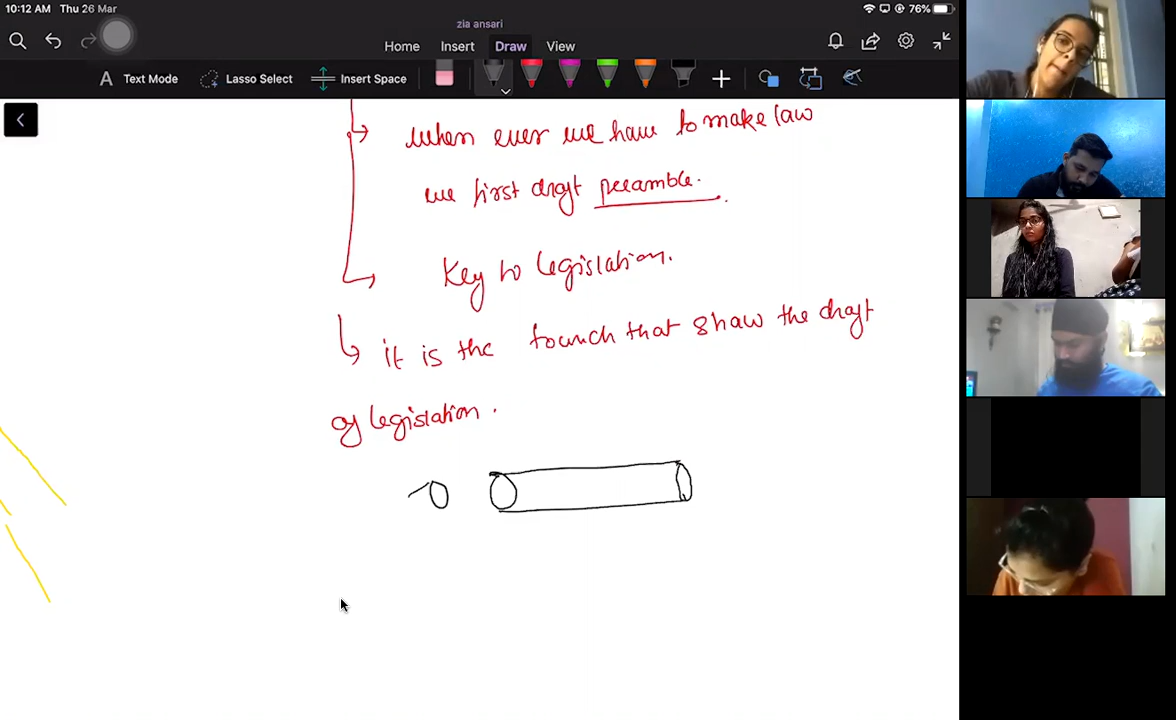 10:12 AM Thu 26 Mar
76%
zia ansari
Home Insert Draw View
Text Mode Lasso Select Insert Space
when ever we have to make law
we first draft preamble.
Key to legislation.
it is the tourch that shaw the draft
of legislation.